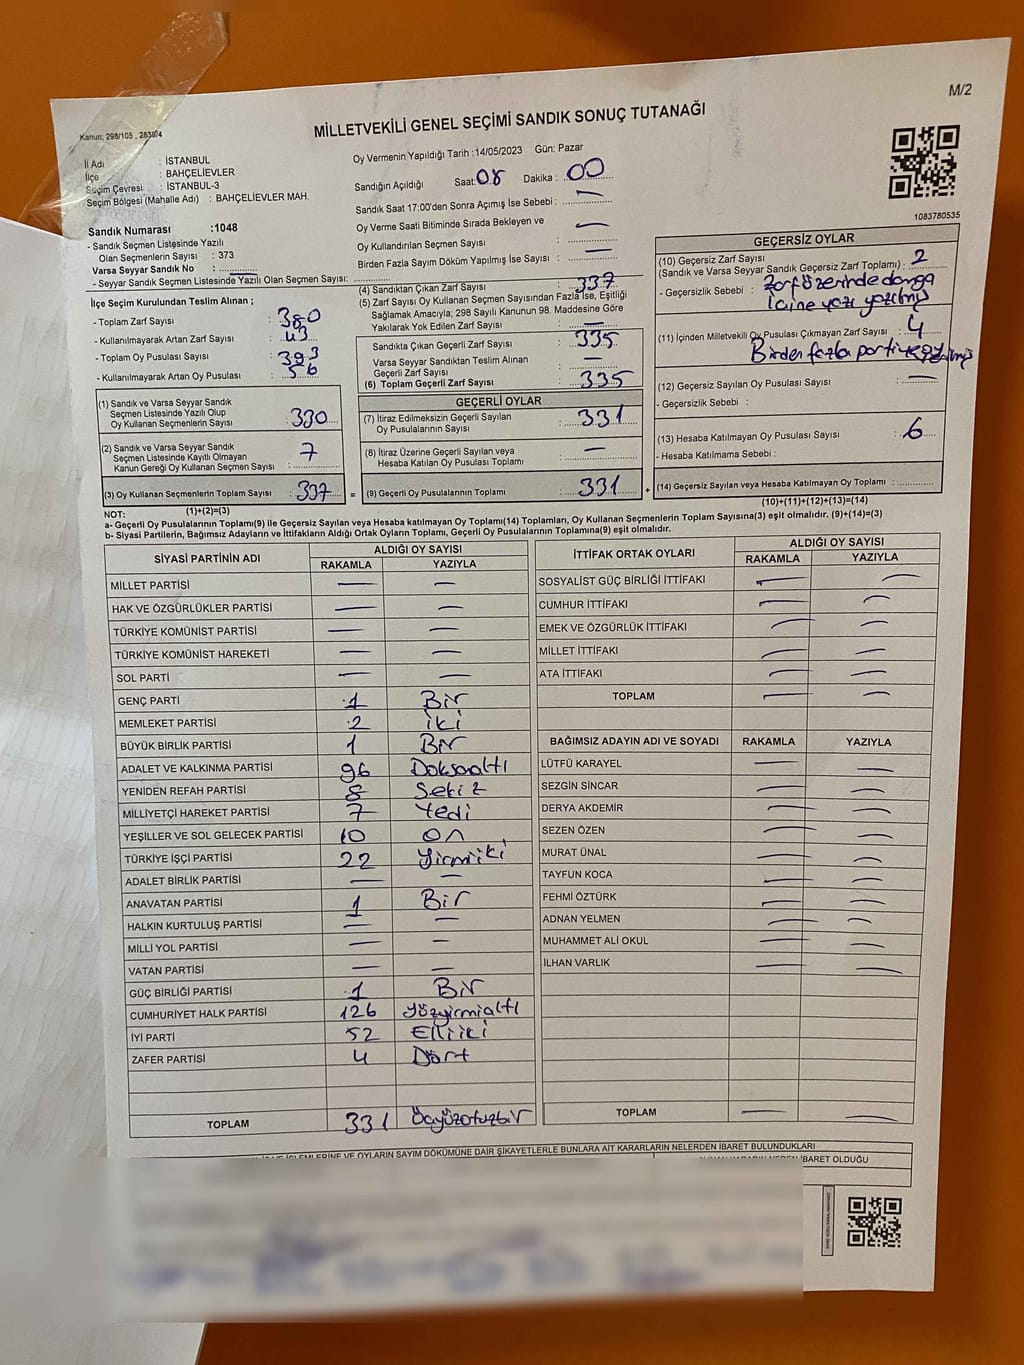 M/2
Kanun; 298/105 , 2839/4
MİLLETVEKİLİ GENEL SEÇİMİ SANDIK SONUÇ TUTANAĞI
İl Adı : İSTANBUL
İlçe : BAHÇELİEVLER
Seçim Çevresi : İSTANBUL-3
Seçim Bölgesi (Mahalle Adı) : BAHÇELİEVLER MAH.
Sandık Numarası :1048
- Sandık Seçmen Listesinde Yazılı
Olan Seçmenlerin Sayısı : 373
Varsa Seyyar Sandık No : —
- Seyyar Seçmen Listesinde Yazılı Olan Seçmen Sayısı:
Oy Vermenin Yapıldığı Tarih :14/05/2023 Gün: Pazar
Sandığın Açıldığı Saat: 08 Dakika : 00
Sandık Saat 17:00'den Sonra Açımış İse Sebebi : —
Oy Verme Saati Bitiminde Sırada Bekleyen ve
Oy Kullandırılan Seçmen Sayısı : —
Birden Fazla Sayım Döküm Yapılmış İse Sayısı : —
1083780535
İlçe Seçim Kurulundan Teslim Alınan ;
- Toplam Zarf Sayısı : 380
- Kullanılmayarak Artan Zarf Sayısı : 43
- Toplam Oy Pusulası Sayısı : 393
- Kullanılmayarak Artan Oy Pusulası : 56
(4) Sandıktan Çıkan Zarf Sayısı : 337
(5) Zarf Sayısı Oy Kullanan Seçmen Sayısından Fazla İse, Eşitliği
Sağlamak Amacıyla; 298 Sayılı Kanunun 98. Maddesine Göre
Yakılarak Yok Edilen Zarf Sayısı : —
Sandıkta Çıkan Geçerli Zarf Sayısı : 335
Varsa Seyyar Sandıktan Teslim Alınan
Geçerli Zarf Sayısı : —
(6) Toplam Geçerli Zarf Sayısı : 335
GEÇERSİZ OYLAR
(10) Geçersiz Zarf Sayısı
(Sandık ve Varsa Seyyar Sandık Geçersiz Zarf Toplamı) : 2
- Geçersizlik Sebebi : Zarf üzerinde damga
İçine yazı yazılmış
(11) İçinden Milletvekili Oy Pusulası Çıkmayan Zarf Sayısı : 4
Birden fazla partiye
(12) Geçersiz Sayılan Oy Pusulası Sayısı : —
- Geçersizlik Sebebi :
(13) Hesaba Katılmayan Oy Pusulası Sayısı : 6
- Hesaba Katılmama Sebebi :
(14) Geçersiz Sayılan veya Hesaba Katılmayan Oy Toplamı :
(10)+(11)+(12)+(13)=(14)
(1) Sandık ve Varsa Seyyar Sandık
Seçmen Listesinde Yazılı Olup
Oy Kullanan Seçmenlerin Sayısı : 330
(2) Sandık ve Varsa Seyyar Sandık
Seçmen Listesinde Kayıtlı Olmayan
Kanun Gereği Oy Kullanan Seçmen Sayısı : 7
(3) Oy Kullanan Seçmenlerin Toplam Sayısı : 337
(1)+(2)=(3)
GEÇERLİ OYLAR
(7) İtiraz Edilmeksizin Geçerli Sayılan
Oy Pusulalarının Sayısı : 331
(8) İtiraz Üzerine Geçerli Sayılan veya
Hesaba Katılan Oy Pusulası Toplamı : —
= (9) Geçerli Oy Pusulalarının Toplamı : 331 +
NOT:
a- Geçerli Oy Pusulalarının Toplamı(9) ile Geçersiz Sayılan veya Hesaba katılmayan Oy Toplamı(14) Toplamları, Oy Kullanan Seçmenlerin Toplam Sayısına(3) eşit olmalıdır. (9)+(14)=(3)
b- Siyasi Partilerin, Bağımsız Adayların ve İttifakların Aldığı Ortak Oyların Toplamı, Geçerli Oy Pusulalarının Toplamına(9) eşit olmalıdır.
SİYASİ PARTİNİN ADI ALDIĞI OY SAYISI
RAKAMLA YAZIYLA
MİLLET PARTİSİ — —
HAK VE ÖZGÜRLÜKLER PARTİSİ — —
TÜRKİYE KOMÜNİST PARTİSİ — —
TÜRKİYE KOMÜNİST HAREKETİ — —
SOL PARTİ — —
GENÇ PARTİ 1 Bir
MEMLEKET PARTİSİ 2 İki
BÜYÜK BİRLİK PARTİSİ 1 Bir
ADALET VE KALKINMA PARTİSİ 96 Doksanaltı
YENİDEN REFAH PARTİSİ 8 Sekiz
MİLLİYETÇİ HAREKET PARTİSİ 7 Yedi
YEŞİLLER VE SOL GELECEK PARTİSİ 10 On
TÜRKİYE İŞÇİ PARTİSİ 22 Yirmiiki
ADALET BİRLİK PARTİSİ — —
ANAVATAN PARTİSİ 1 Bir
HALKIN KURTULUŞ PARTİSİ — —
MİLLİ YOL PARTİSİ — —
VATAN PARTİSİ — —
GÜÇ BİRLİĞİ PARTİSİ 1 Bir
CUMHURİYET HALK PARTİSİ 126 Yüzyirmialtı
İYİ PARTİ 52 Elliiki
ZAFER PARTİSİ 4 Dört
TOPLAM 331 Üçyüzotuzbir
İTTİFAK ORTAK OYLARI ALDIĞI OY SAYISI
RAKAMLA YAZIYLA
SOSYALİST GÜÇ BİRLİĞİ İTTİFAKI — —
CUMHUR İTTİFAKI — —
EMEK VE ÖZGÜRLÜK İTTİFAKI — —
MİLLET İTTİFAKI — —
ATA İTTİFAKI — —
TOPLAM — —
BAĞIMSIZ ADAYIN ADI VE SOYADI RAKAMLA YAZIYLA
LÜTFÜ KARAYEL — —
SEZGİN SİNCAR — —
DERYA AKDEMİR — —
SEZEN ÖZEN — —
MURAT ÜNAL — —
TAYFUN KOCA — —
FEHMİ ÖZTÜRK — —
ADNAN YELMEN — —
MUHAMMET ALİ OKUL — —
İLHAN VARLIK — —
TOPLAM — —
İŞLEMLERİNE VE OYLARIN SAYIM DÖKÜMÜNE DAİR ŞİKAYETLERLE BUNLARA AİT KARARLARIN NELERDEN İBARET BULUNDUKLARI
İBARET OLDUĞU